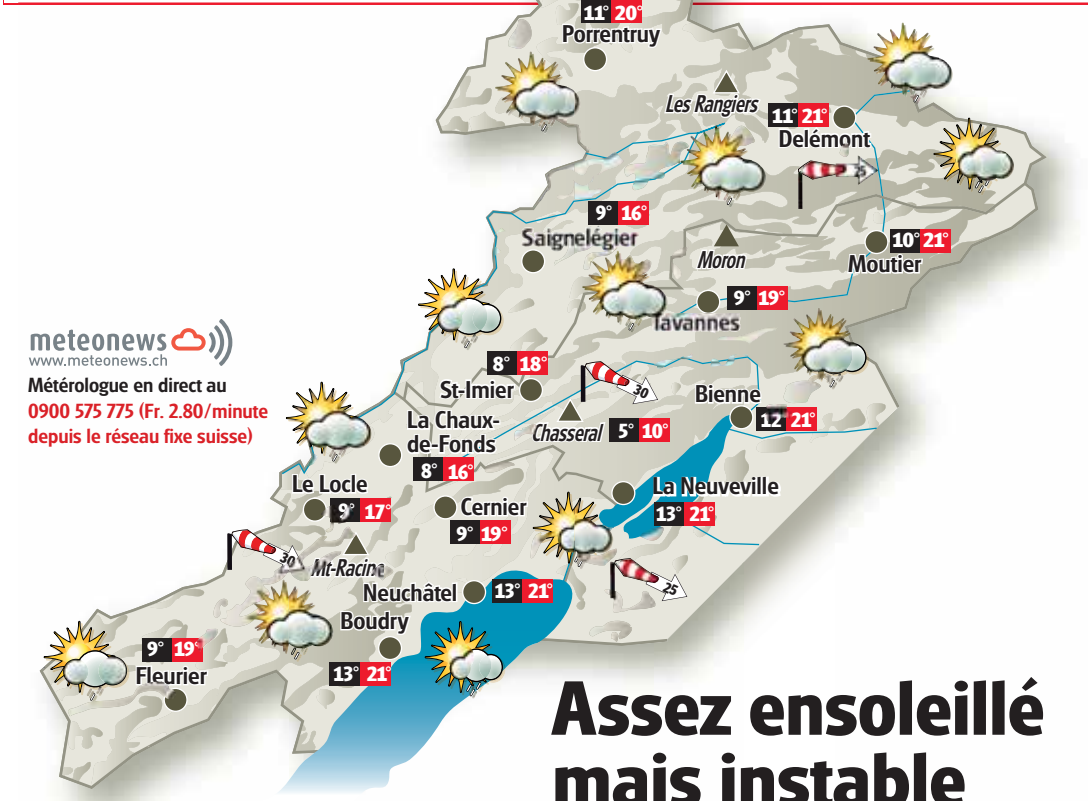 11° 20°
Porrentruy
Les Rangiers
11° 21°
Delémont
25
9° 16°
Saignelégier
Moron
10° 21°
Moutier
9° 19°
Tavannes
meteonews
www.meteonews.ch
Métérologue en direct au
0900 575 775 (Fr. 2.80/minute
depuis le réseau fixe suisse)
8° 18°
St-Imier
30
Bienne
12 21°
Chasseral 5° 10°
La Chaux-
de-Fonds
8° 16°
Le Locle
9° 17°
La Neuveville
13° 21°
Cernier
9° 19°
30
Mt-Racine
25
Neuchâtel 13° 21°
Boudry
13° 21°
9° 19°
Fleurier
Assez ensoleillé
mais instable